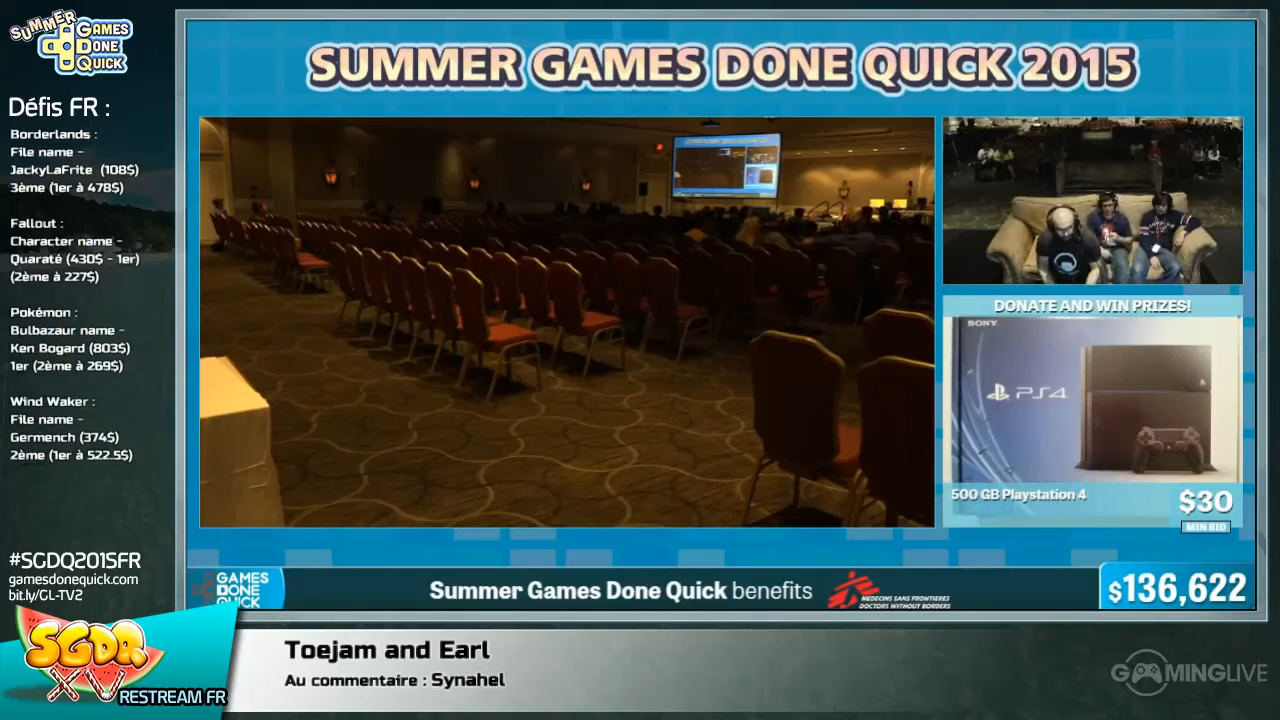 SUMMER
GAMES
DONE
QUICK
Défis FR :
Borderlands :
File name -
JackyLaFrite (108$)
3ème (1er à 478$)
Fallout :
Character name -
Quaraté (430$ - 1er)
(2ème à 227$)
Pokémon :
Bulbazaur name -
Ken Bogard (803$)
1er (2ème à 269$)
Wind Waker :
File name -
Germench (374$)
2ème (1er à 522.5$)
#SGDQ2015FR
gamesdonequick.com
bit.ly/GL-TV2
SGDQ
XV
RESTREAM FR
SUMMER GAMES DONE QUICK 2015
DONATE AND WIN PRIZES!
SONY
PS4
500 GB Playstation 4
$30
MIN BID
GAMES
DONE
QUICK
Summer Games Done Quick benefits
MEDECINS SANS FRONTIERES
DOCTORS WITHOUT BORDERS
$136,622
Toejam and Earl
Au commentaire : Synahel
GAMINGLIVE